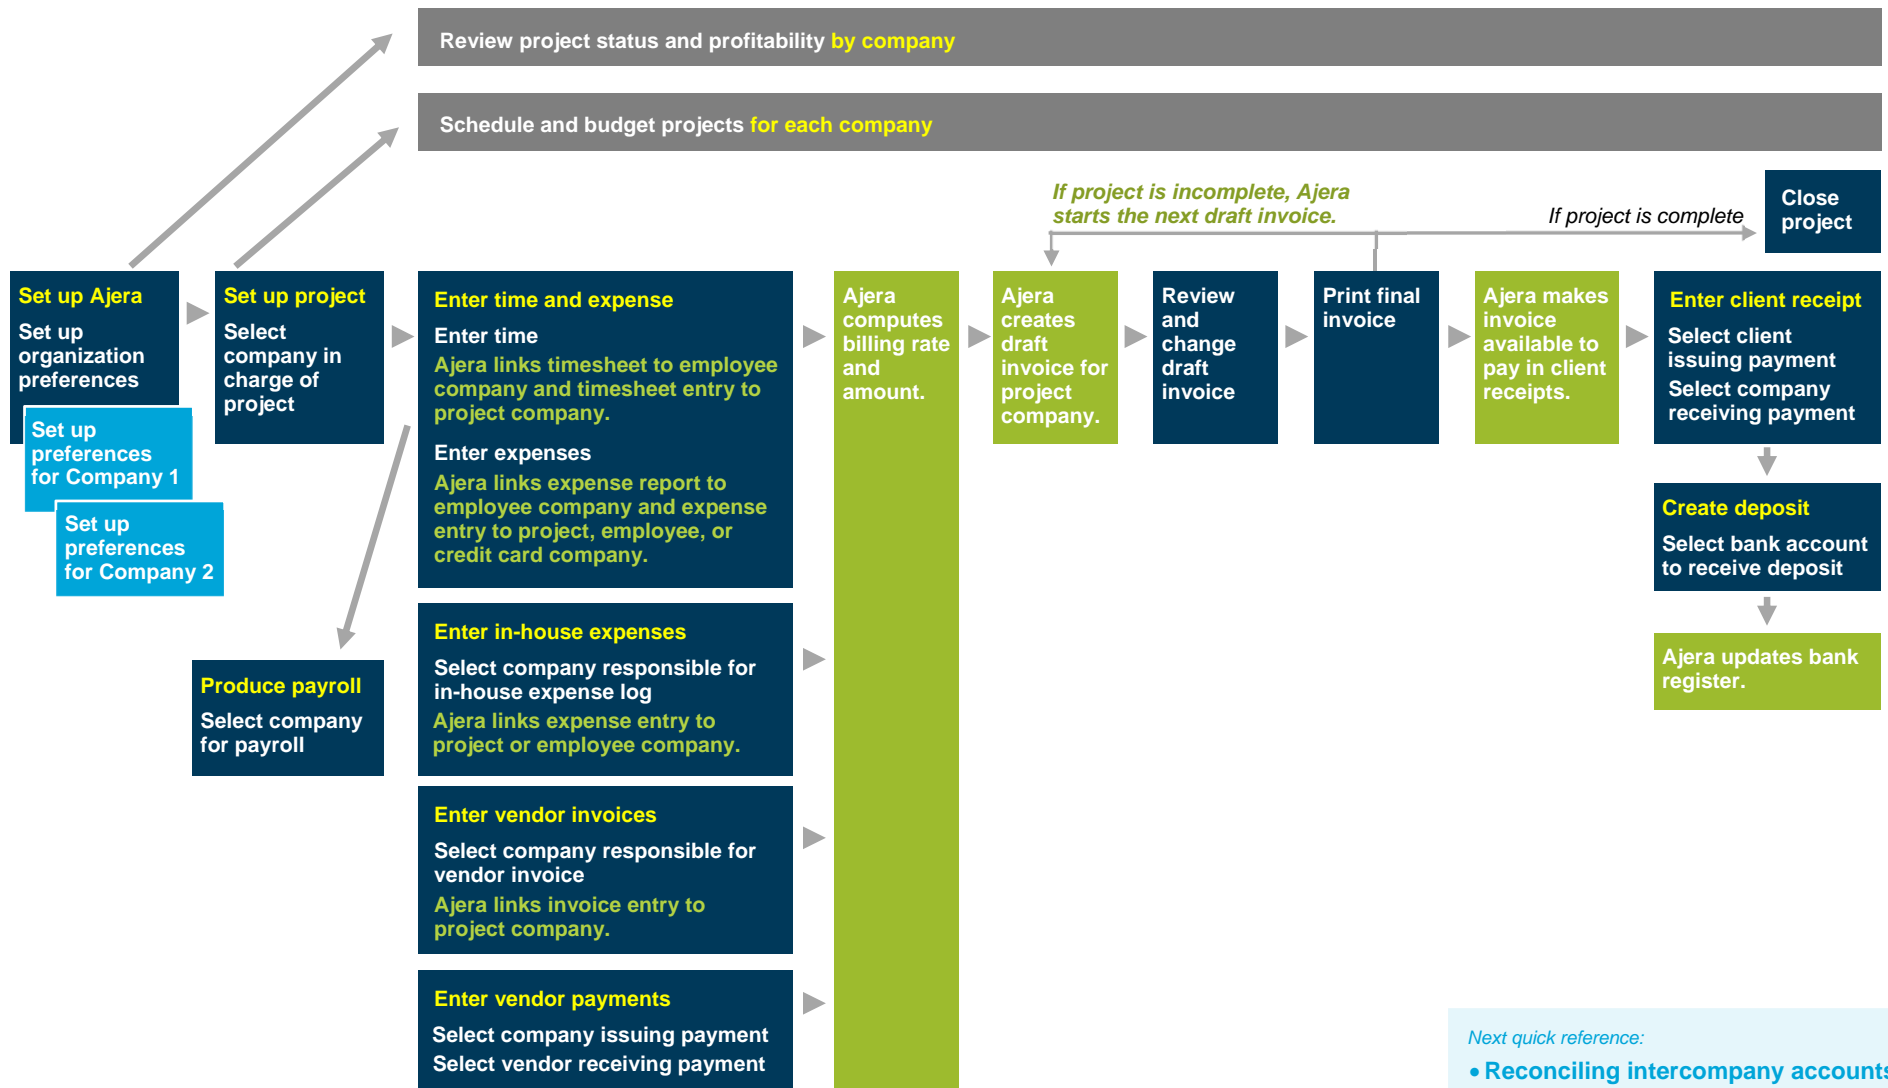 Review project status and profitability by company
Schedule and budget projects for each company
If project is incomplete, Ajera
starts the next draft invoice.
If project is complete
Close
project
Set up Ajera
Set up
organization
preferences
Set up
preferences
for Company 1
Set up
preferences
for Company 2
Set up project
Select
company in
charge of
project
Produce payroll
Select company
for payroll
Enter time and expense
Enter time
Ajera links timesheet to employee
company and timesheet entry to
project company.
Enter expenses
Ajera links expense report to
employee company and expense
entry to project, employee, or
credit card company.
Enter in-house expenses
Select company responsible for
in-house expense log
Ajera links expense entry to
project or employee company.
Enter vendor invoices
Select company responsible for
vendor invoice
Ajera links invoice entry to
project company.
Enter vendor payments
Select company issuing payment
Select vendor receiving payment
Ajera
computes
billing rate
and
amount.
Ajera
creates
draft
invoice for
project
company.
Review
and
change
draft
invoice
Print final
invoice
Ajera makes
invoice
available to
pay in client
receipts.
Enter client receipt
Select client
issuing payment
Select company
receiving payment
Create deposit
Select bank account
to receive deposit
Ajera updates bank
register.
Next quick reference:
• Reconciling intercompany accounts